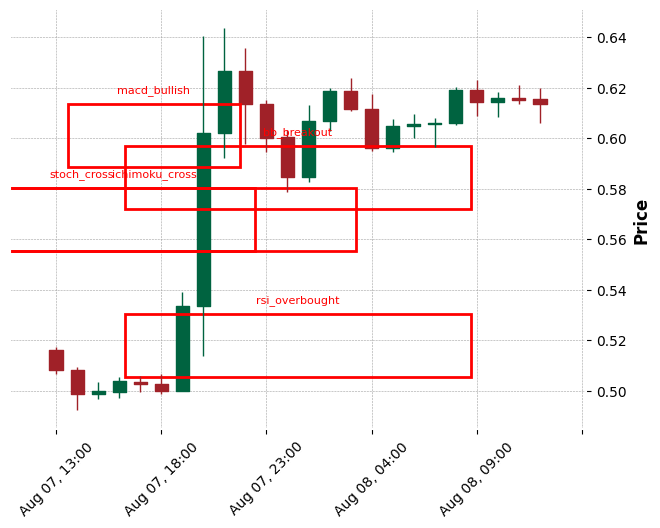 macd_bullish
breakout
stoch_cross
ichimoku_cross
rsi_overbought
0.64
0.62
0.60
0.58
0.56
0.54
0.52
0.50
Price
Aug 07, 13:00
Aug 07, 18:00
Aug 07, 23:00
Aug 08, 04:00
Aug 08, 09:00